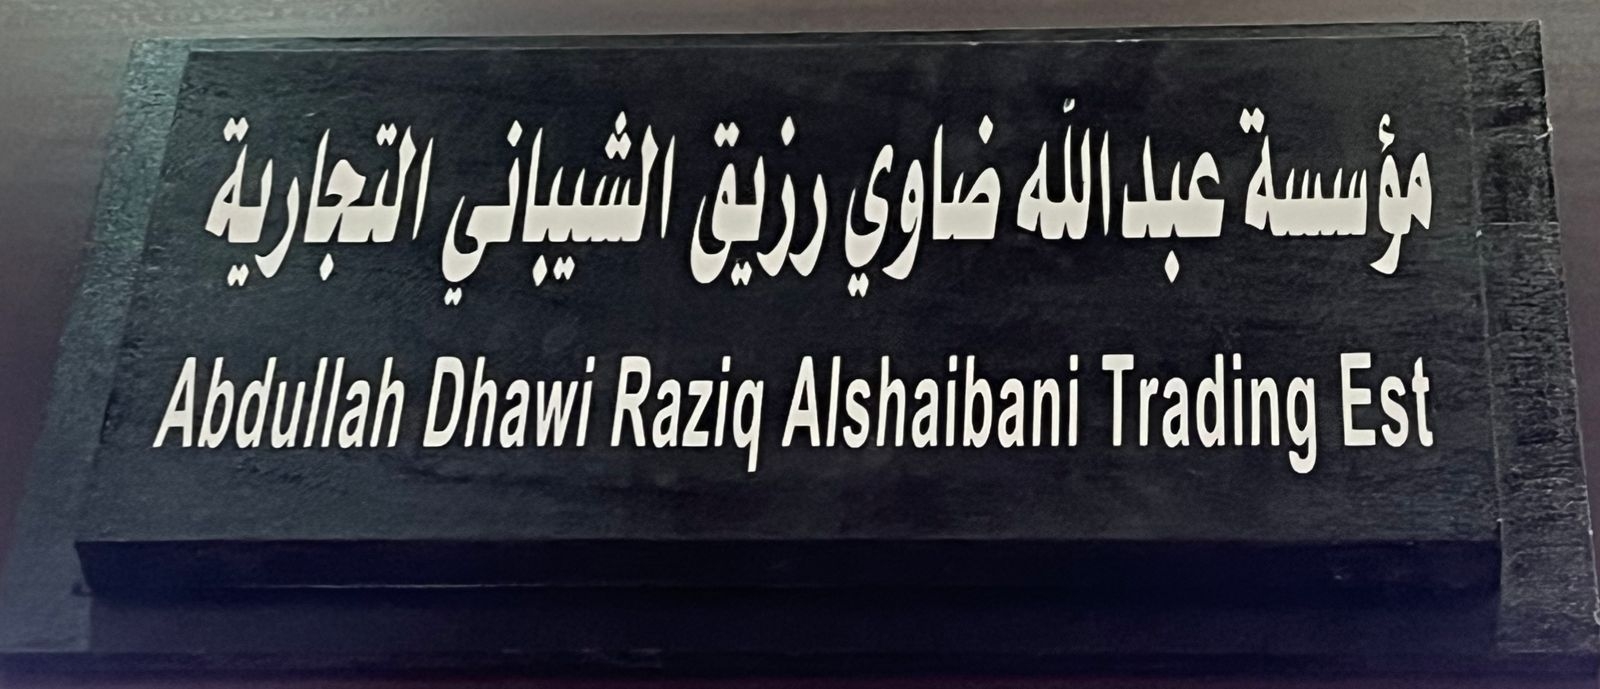 مؤسسة عبدالله ضاوي رزيق الشيباني التجارية
Abdullah Dhawi Raziq Alshaibani Trading Est